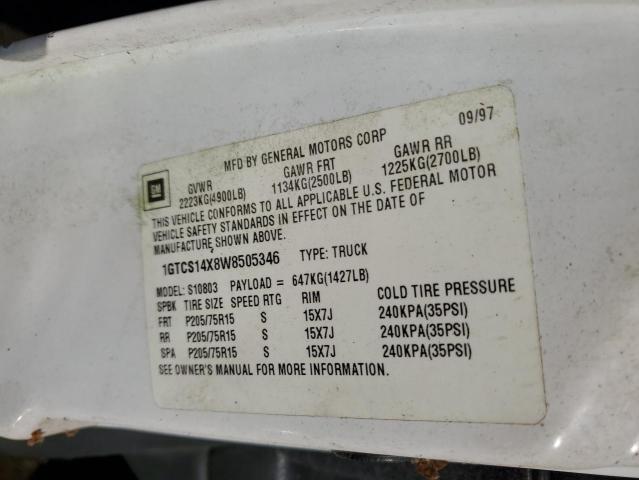 09/97
MFD BY GENERAL MOTORS CORP
GM GVWR GAWR FRT GAWR RR
2223KG(4900LB) 1134KG(2500LB) 1225KG(2700LB)
THIS VEHICLE CONFORMS TO ALL APPLICABLE U.S. FEDERAL MOTOR
VEHICLE SAFETY STANDARDS IN EFFECT ON THE DATE OF
MANUFACTURE SHOWN ABOVE.
1GTCS14X8W8505346 TYPE: TRUCK
MODEL: S10803 PAYLOAD = 647KG(1427LB)
SPBK TIRE SIZE SPEED RTG RIM COLD TIRE PRESSURE
FRT P205/75R15 S 15X7J 240KPA(35PSI)
RR P205/75R15 S 15X7J 240KPA(35PSI)
SPA P205/75R15 S 15X7J 240KPA(35PSI)
SEE OWNER'S MANUAL FOR MORE INFORMATION.